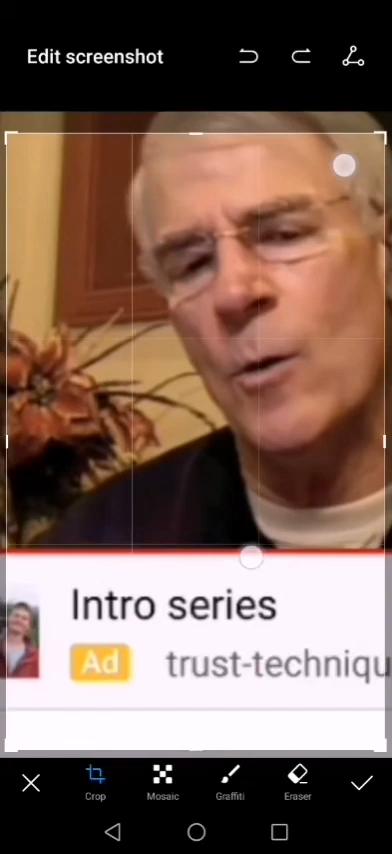 Edit screenshot
Intro series
Ad trust-techniqu
Crop Mosaic Graffiti Eraser